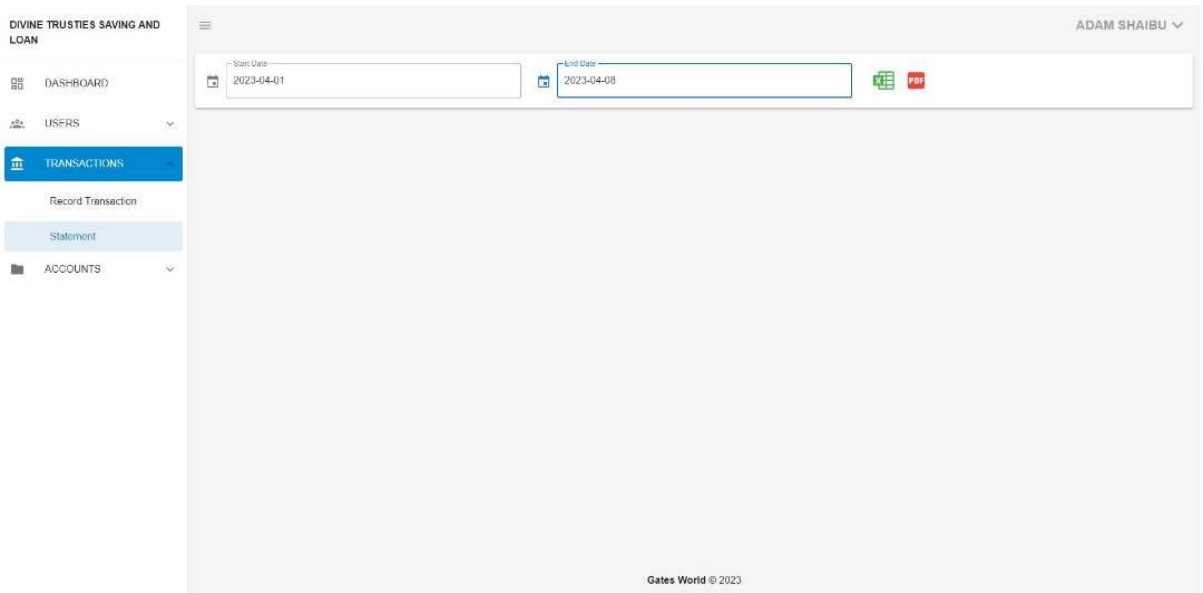 DIVINE TRUSTIES SAVING AND
LOAN
ADAM SHAIBU
DASHBOARD
USERS
TRANSACTIONS
Record Transaction
Statement
ACCOUNTS
Start Date
2023-04-01
End Date
2023-04-08
X
PDF
Gates World © 2023